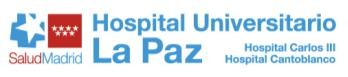 Hospital Universitario
La Paz
Hospital Carlos III
Hospital Cantoblanco
SaludMadrid